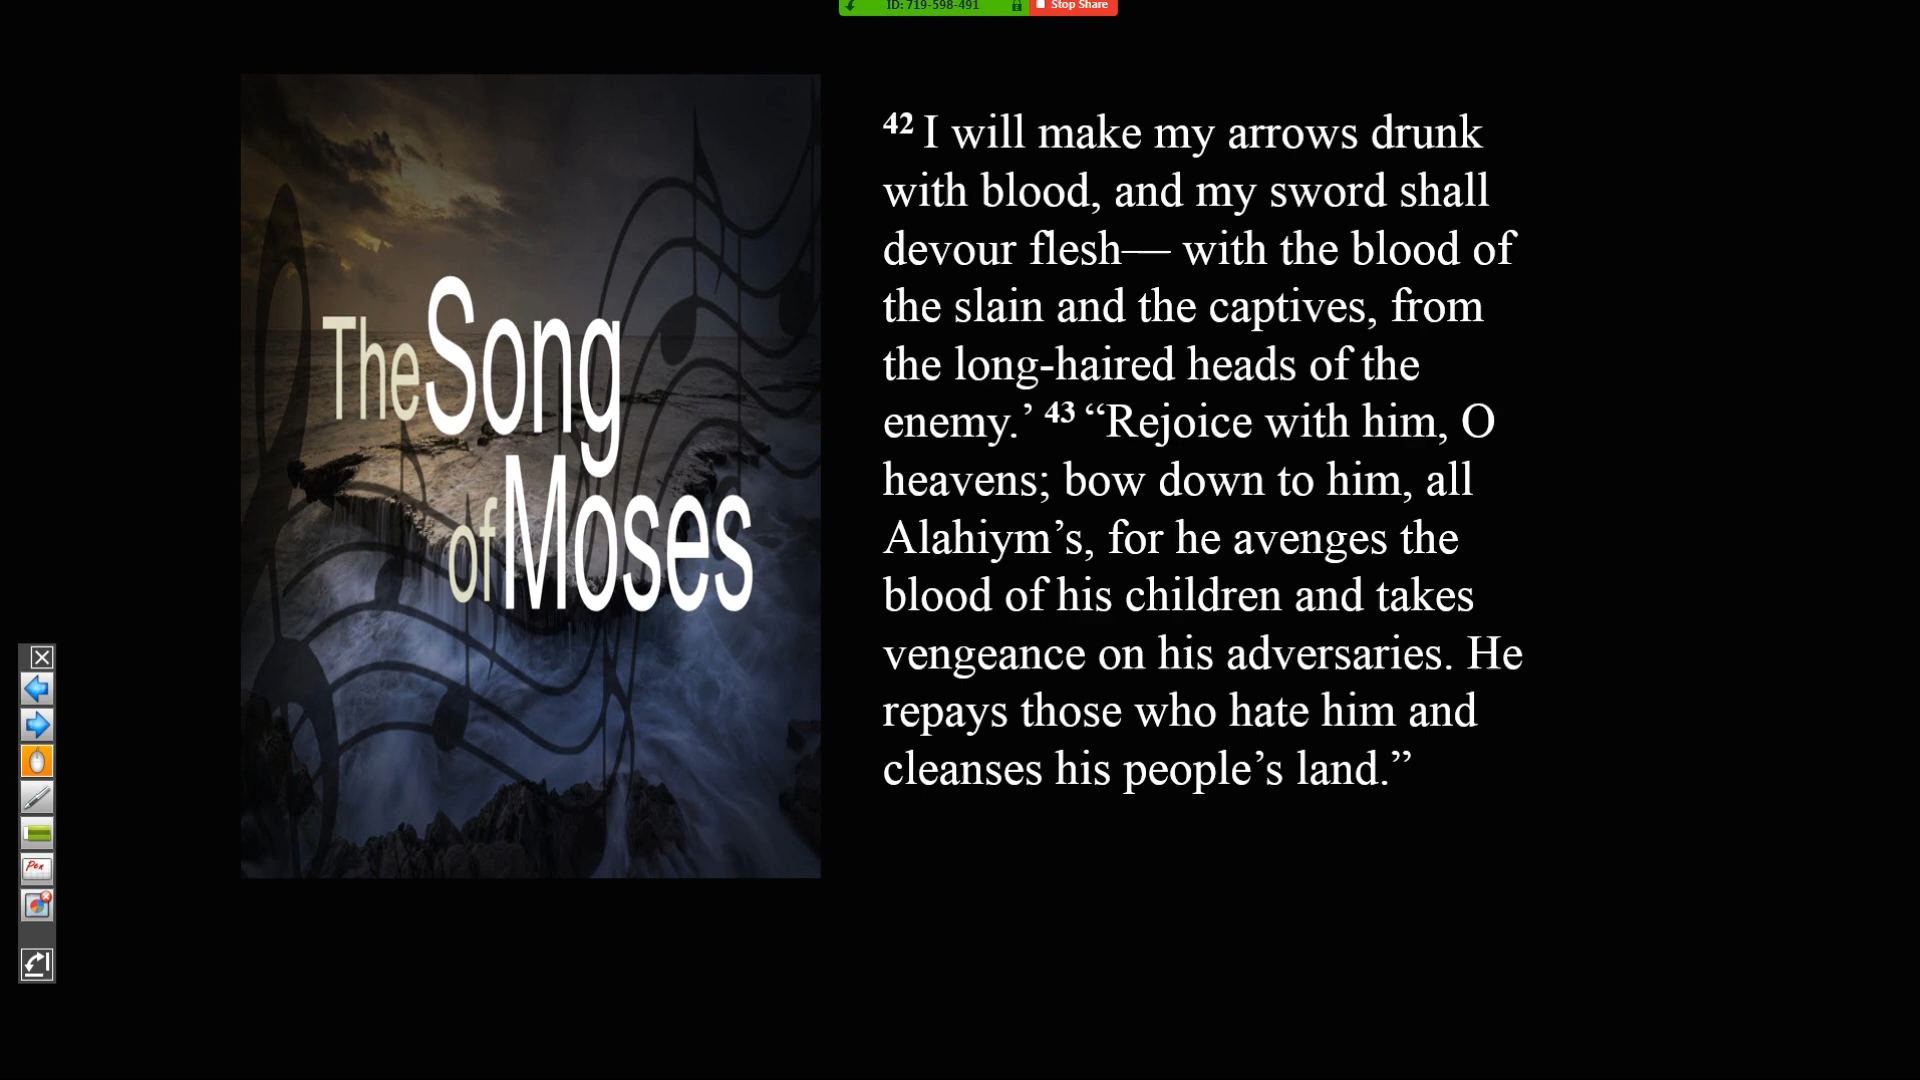 ID: 719-598-491 Stop Share
The Song
of Moses
42 I will make my arrows drunk
with blood, and my sword shall
devour flesh— with the blood of
the slain and the captives, from
the long-haired heads of the
enemy.’ 43 “Rejoice with him, O
heavens; bow down to him, all
Alahiym’s, for he avenges the
blood of his children and takes
vengeance on his adversaries. He
repays those who hate him and
cleanses his people’s land.”
Pen